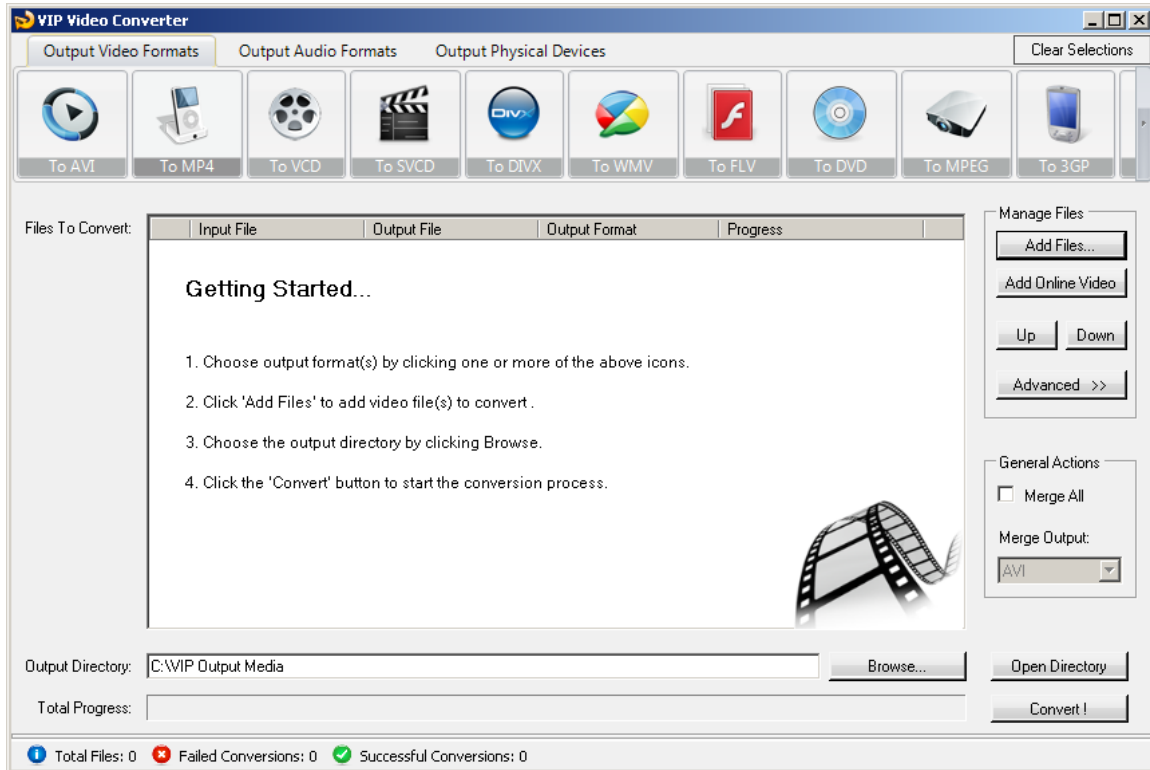 VIP Video Converter
Output Video Formats Output Audio Formats Output Physical Devices Clear Selections
DIVX
To AVI To MP4 To VCD To SVCD To DIVX To WMV To FLV To DVD To MPEG To 3GP
Files To Convert:
Input File Output File Output Format Progress
Getting Started...
1. Choose output format(s) by clicking one or more of the above icons.
2. Click 'Add Files' to add video file(s) to convert .
3. Choose the output directory by clicking Browse.
4. Click the 'Convert' button to start the conversion process.
Manage Files
Add Files...
Add Online Video
Up Down
Advanced >>
General Actions
Merge All
Merge Output:
AVI
Output Directory: C:\VIP Output Media Browse... Open Directory
Total Progress: Convert !
Total Files: 0 Failed Conversions: 0 Successful Conversions: 0